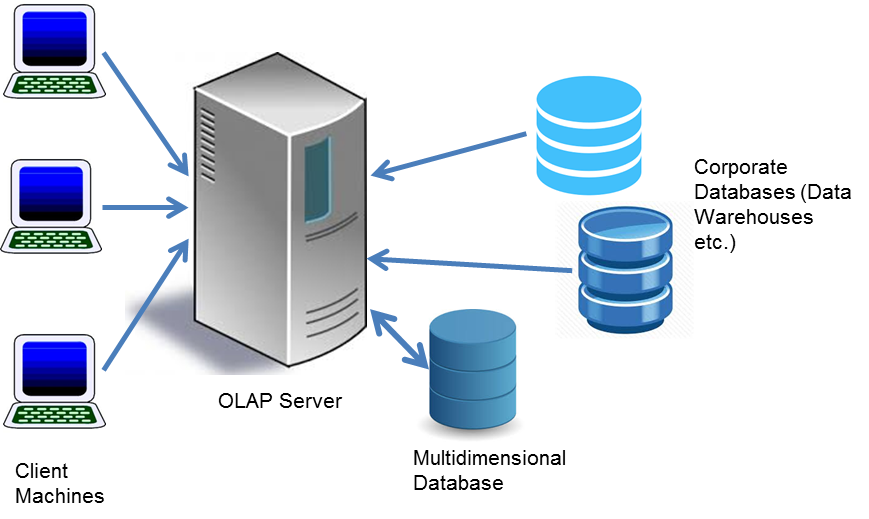 Corporate
Databases (Data
Warehouses
etc.)
OLAP Server
Multidimensional
Database
Client
Machines